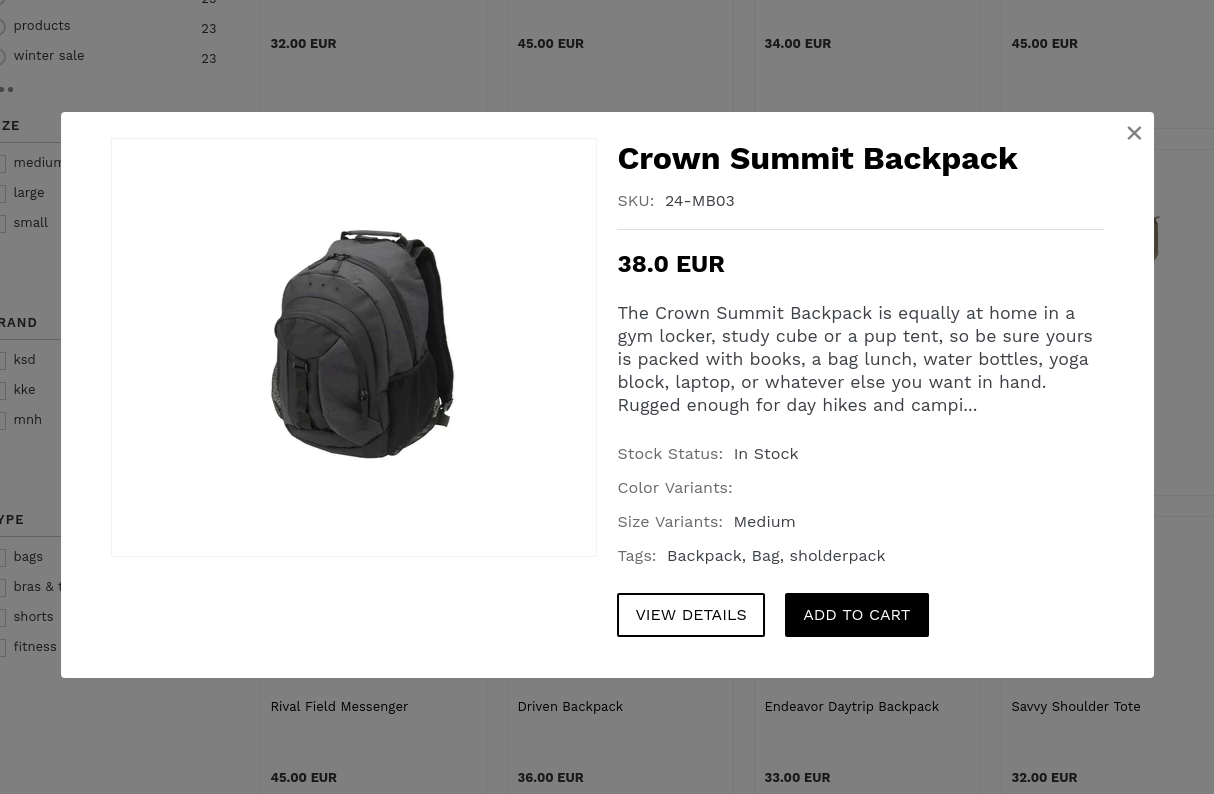 23
products 23
winter sale 23
32.00 EUR 45.00 EUR 34.00 EUR 45.00 EUR
ZE
medium
large
small
RAND
ksd
kke
mnh
YPE
bags
bras & t
shorts
fitness
Crown Summit Backpack
SKU: 24-MB03
38.0 EUR
The Crown Summit Backpack is equally at home in a
gym locker, study cube or a pup tent, so be sure yours
is packed with books, a bag lunch, water bottles, yoga
block, laptop, or whatever else you want in hand.
Rugged enough for day hikes and campi...
Stock Status: In Stock
Color Variants:
Size Variants: Medium
Tags: Backpack, Bag, sholderpack
VIEW DETAILS ADD TO CART
Rival Field Messenger Driven Backpack Endeavor Daytrip Backpack Savvy Shoulder Tote
45.00 EUR 36.00 EUR 33.00 EUR 32.00 EUR